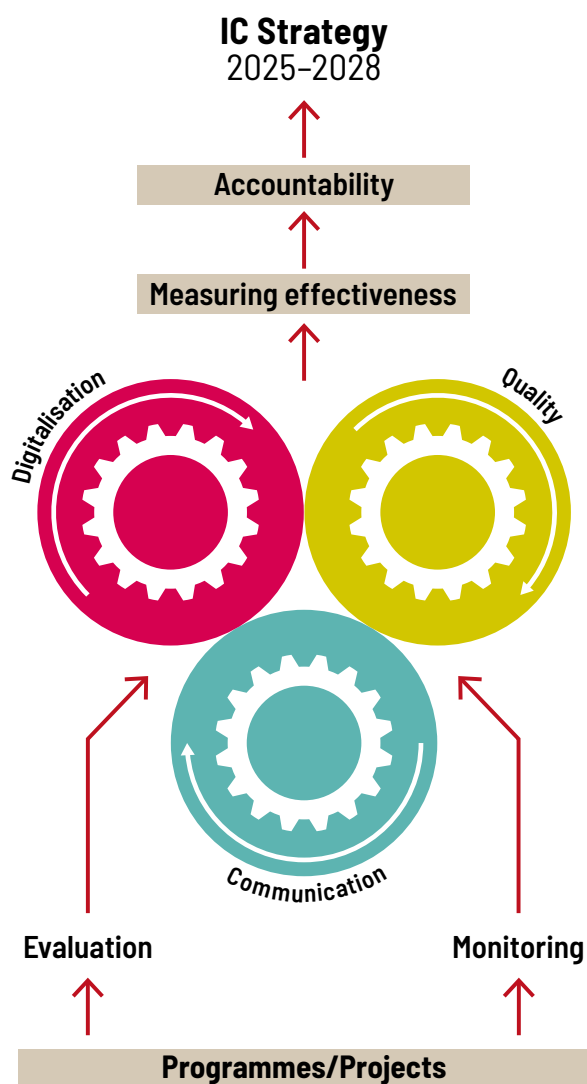 IC Strategy
2025–2028
Accountability
Measuring effectiveness
Digitalisation
Quality
Communication
Evaluation
Monitoring
Programmes/Projects